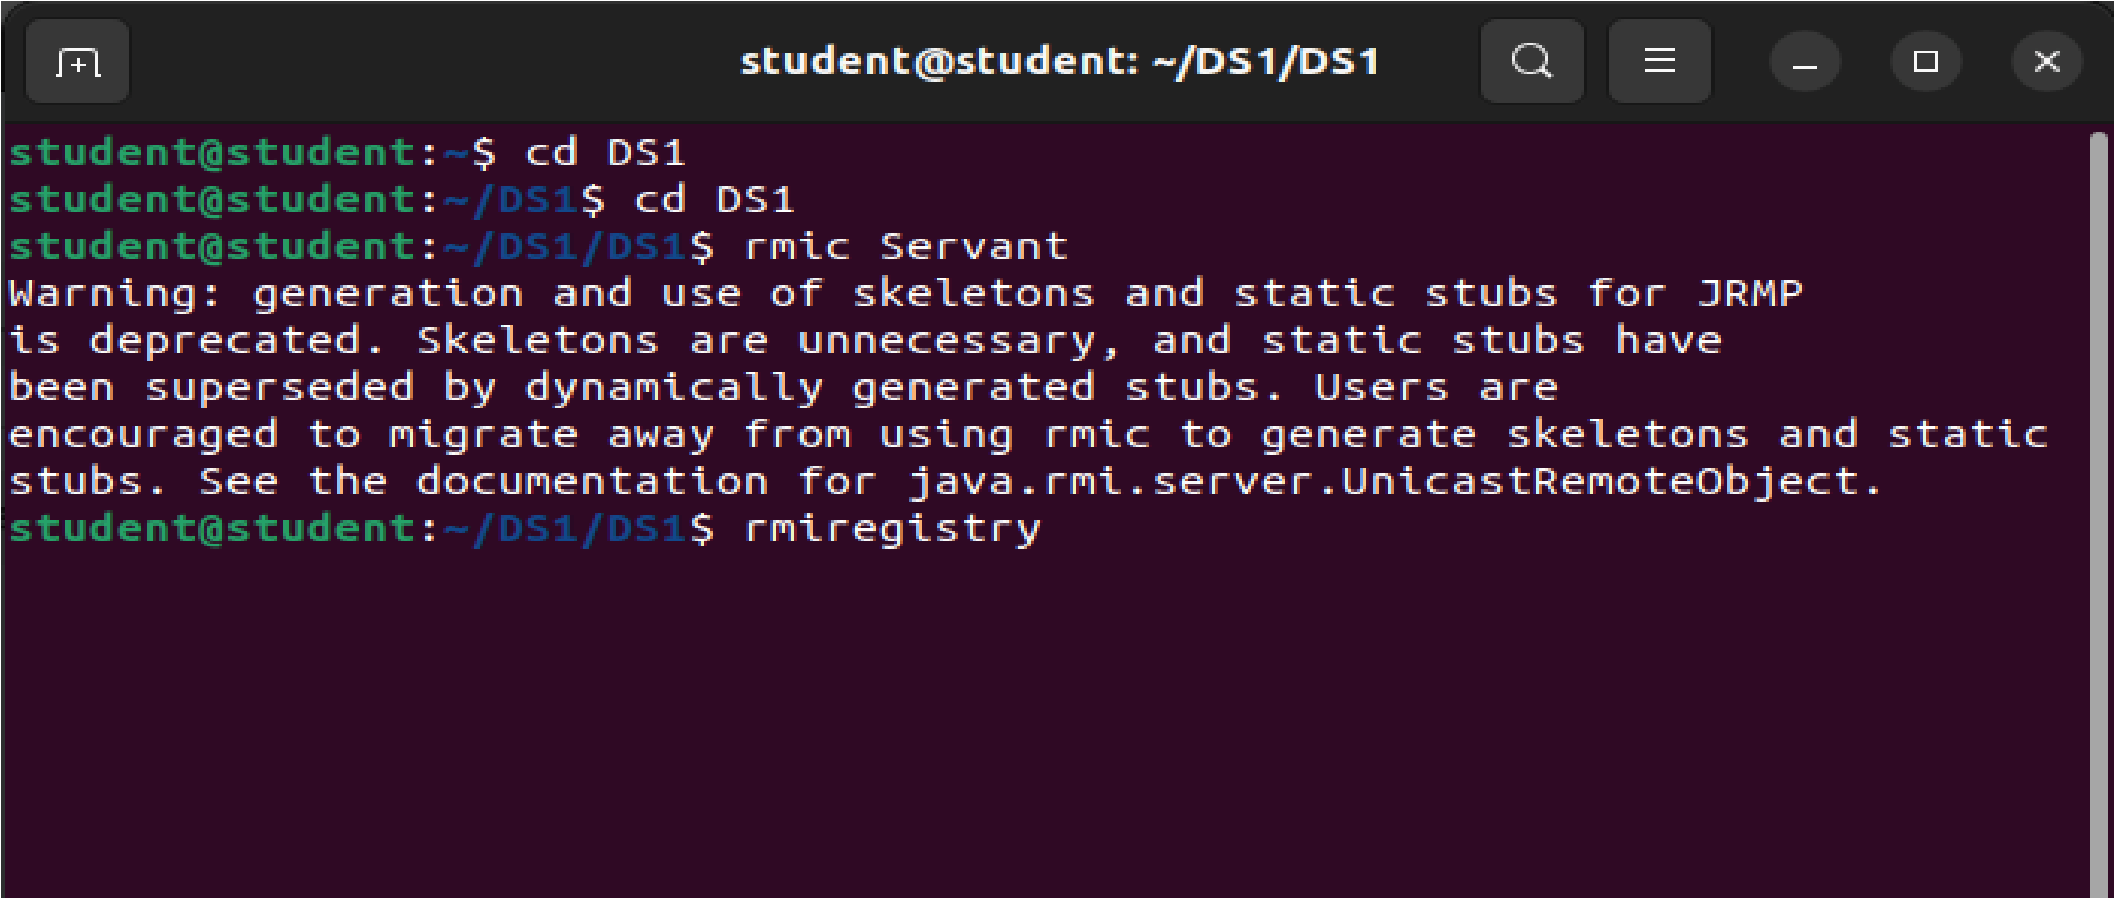 student@student: ~/DS1/DS1
student@student:~$ cd DS1
student@student:~/DS1$ cd DS1
student@student:~/DS1/DS1$ rmic Servant
Warning: generation and use of skeletons and static stubs for JRMP
is deprecated. Skeletons are unnecessary, and static stubs have
been superseded by dynamically generated stubs. Users are
encouraged to migrate away from using rmic to generate skeletons and static
stubs. See the documentation for java.rmi.server.UnicastRemoteObject.
student@student:~/DS1/DS1$ rmiregistry